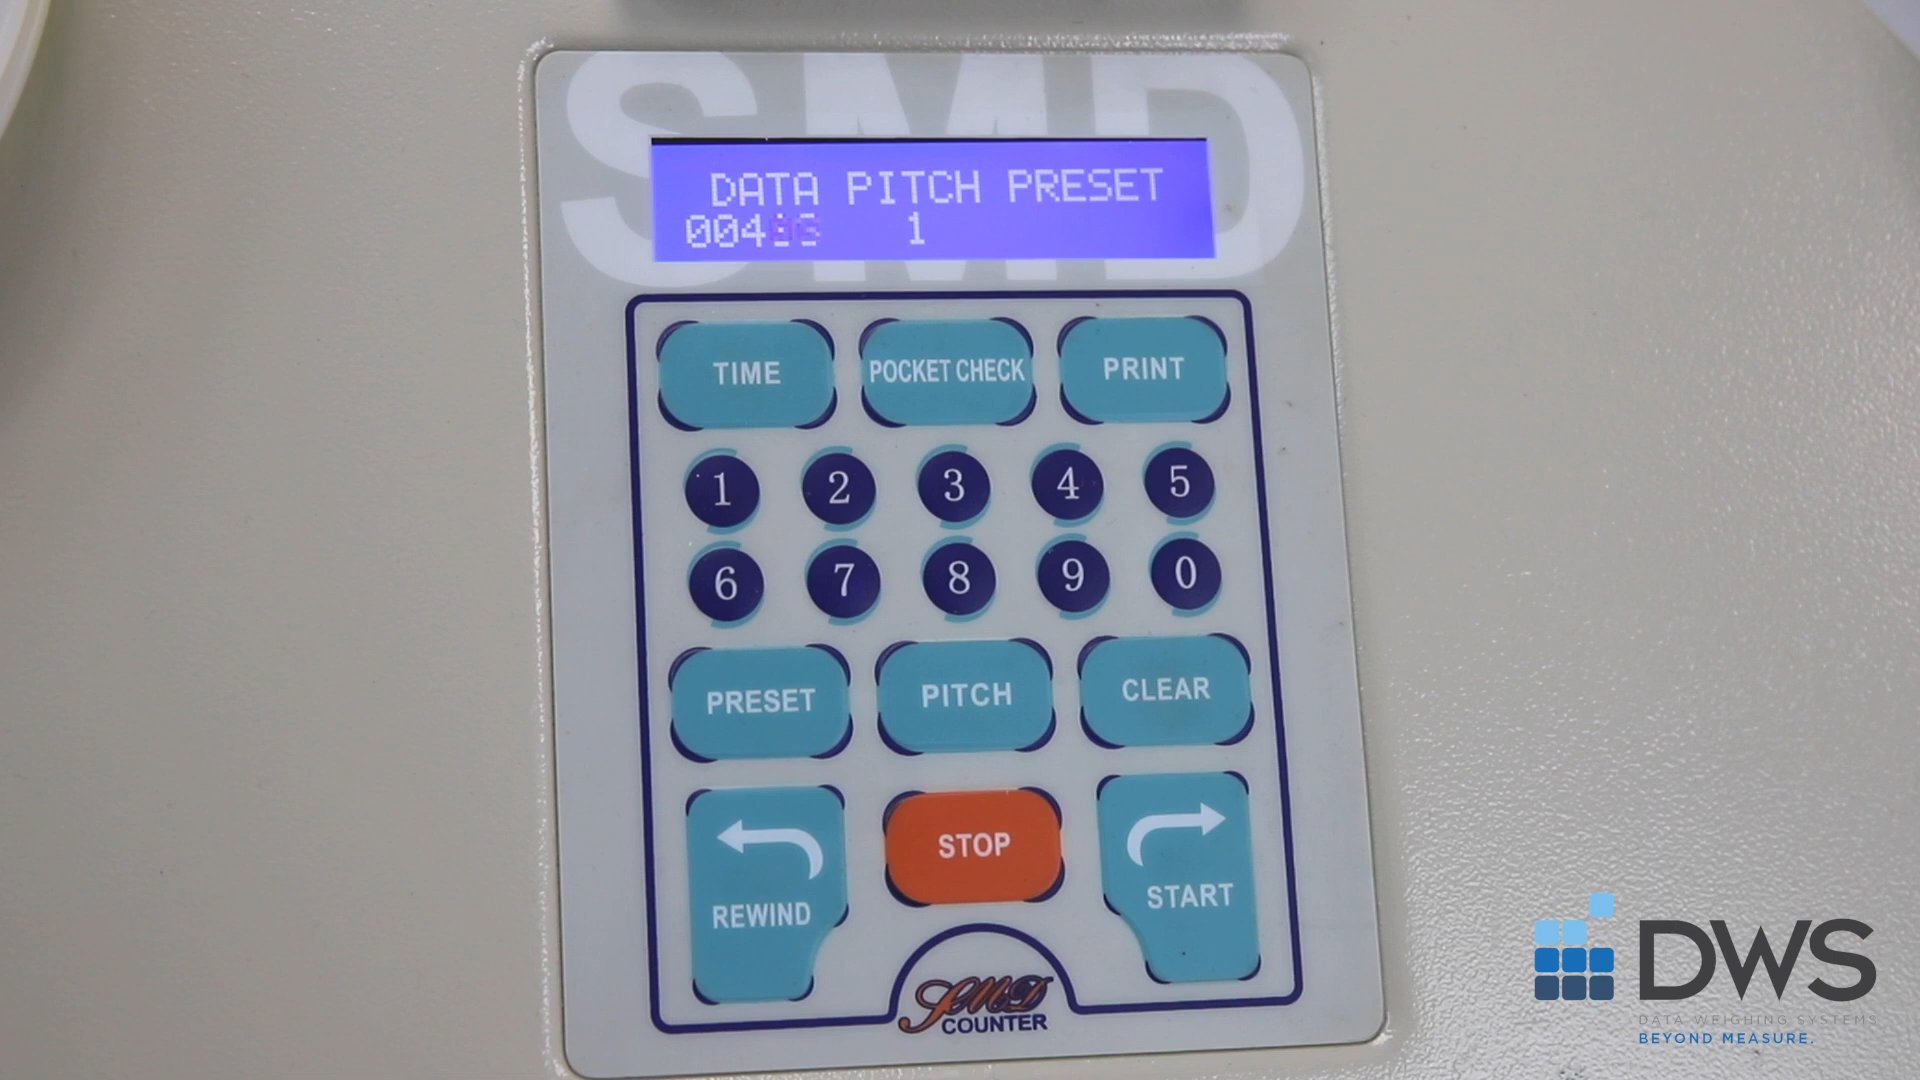 SMD
DATA PITCH PRESET
004 1
TIME POCKET CHECK PRINT
1 2 3 4 5
6 7 8 9 0
PRESET PITCH CLEAR
REWIND STOP START
SMD
COUNTER
DWS
DATA WEIGHING SYSTEMS
BEYOND MEASURE.